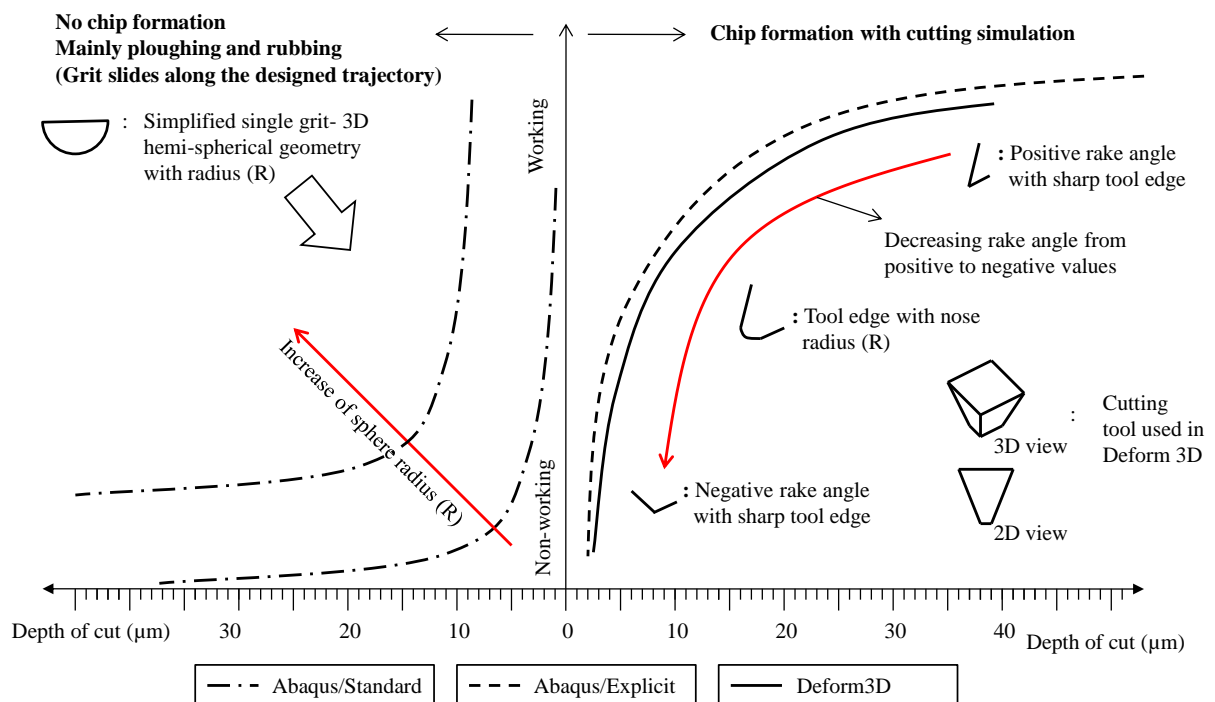 No chip formation
Mainly ploughing and rubbing
(Grit slides along the designed trajectory)
: Simplified single grit- 3D
hemi-spherical geometry
with radius (R)
Increase of sphere radius (R)
Working
Non-working
Chip formation with cutting simulation
: Positive rake angle
with sharp tool edge
Decreasing rake angle from
positive to negative values
: Tool edge with nose
radius (R)
3D view
: Cutting
tool used in
Deform 3D
: Negative rake angle
with sharp tool edge
2D view
Depth of cut (µm) 30 20 10 0 10 20 30 40 Depth of cut (µm)
Abaqus/Standard Abaqus/Explicit Deform3D